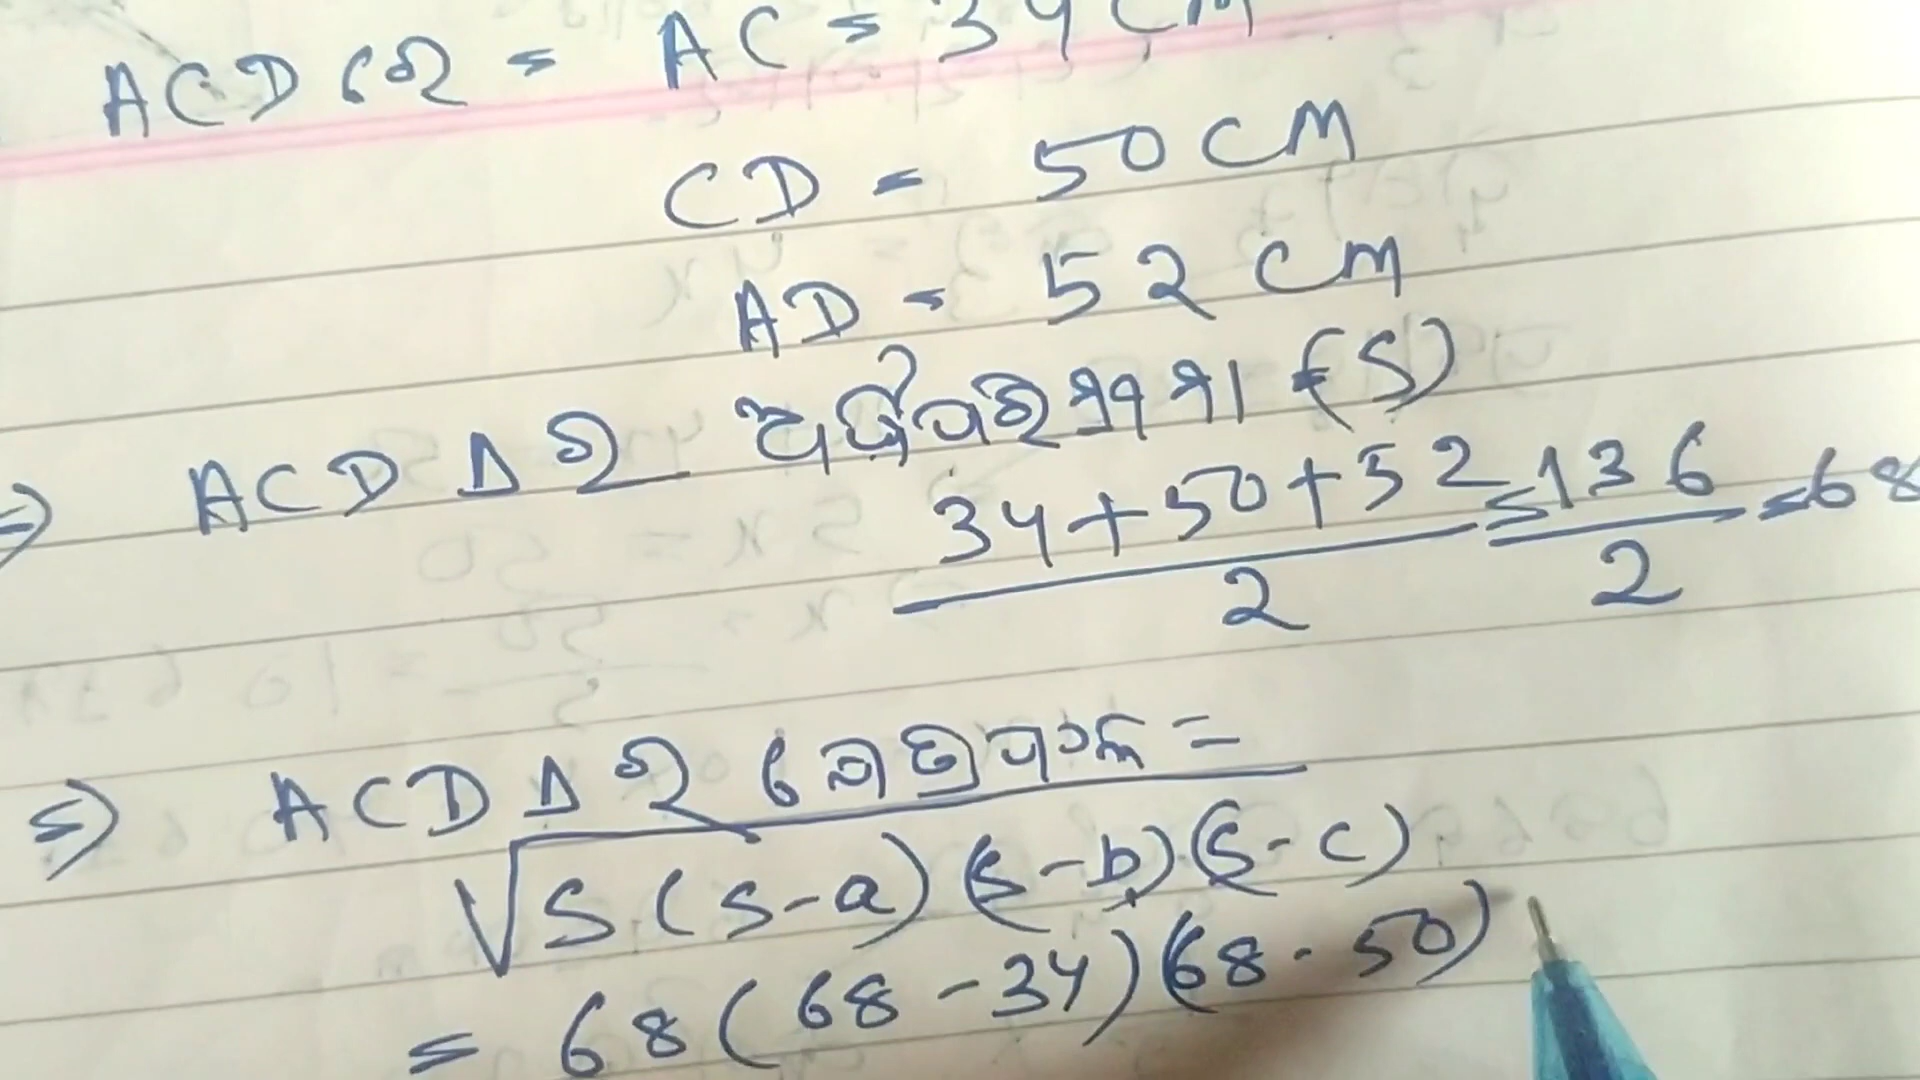 ACD ରେ = AC = 34 CM
CD = 50 CM
AD = 52 CM
⇒ ACD Δ ର ଅର୍ଦ୍ଧପରିସୀମା (S)
34+50+52/2 = 136/2 = 68
⇒ ACD Δ ର କ୍ଷେତ୍ରଫଳ =
√S(S-a)(S-b)(S-c)
= 68(68-34)(68-50)